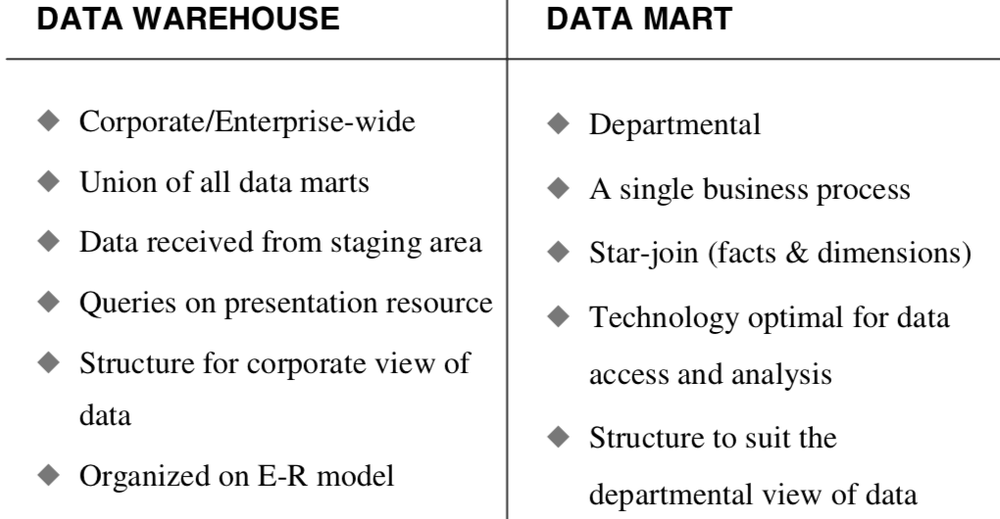 DATA WAREHOUSE
Corporate/Enterprise-wide
Union of all data marts
Data received from staging area
Queries on presentation resource
Structure for corporate view of
data
Organized on E-R model
DATA MART
Departmental
A single business process
Star-join (facts & dimensions)
Technology optimal for data
access and analysis
Structure to suit the
departmental view of data